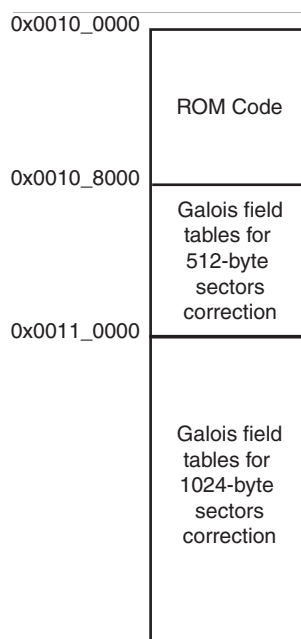 0x0010_0000
ROM Code
0x0010_8000
Galois field
tables for
512-byte
sectors
correction
0x0011_0000
Galois field
tables for
1024-byte
sectors
correction